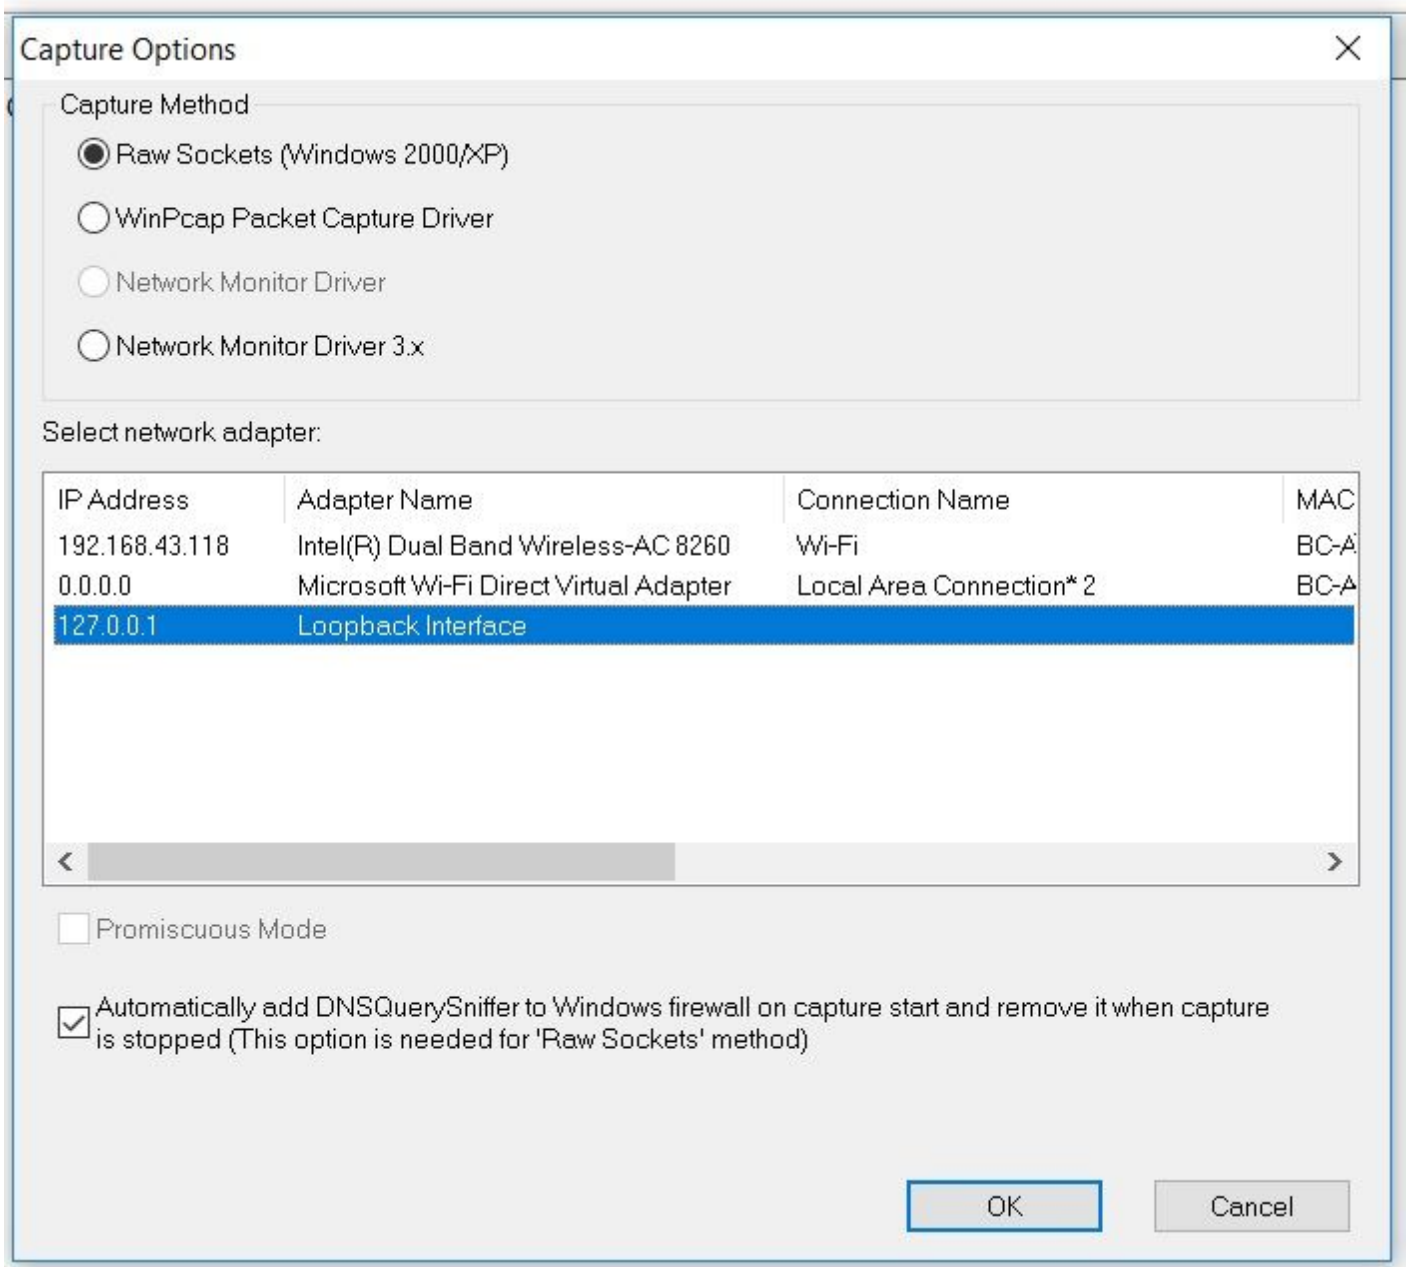 Capture Options
Capture Method
Raw Sockets (Windows 2000/XP)
WinPcap Packet Capture Driver
Network Monitor Driver
Network Monitor Driver 3.x
Select network adapter:
IP Address Adapter Name Connection Name MAC
192.168.43.118 Intel(R) Dual Band Wireless-AC 8260 Wi-Fi BC-A
0.0.0.0 Microsoft Wi-Fi Direct Virtual Adapter Local Area Connection* 2 BC-A
127.0.0.1 Loopback Interface
Promiscuous Mode
Automatically add DNSQuerySniffer to Windows firewall on capture start and remove it when capture
is stopped (This option is needed for 'Raw Sockets' method)
OK Cancel